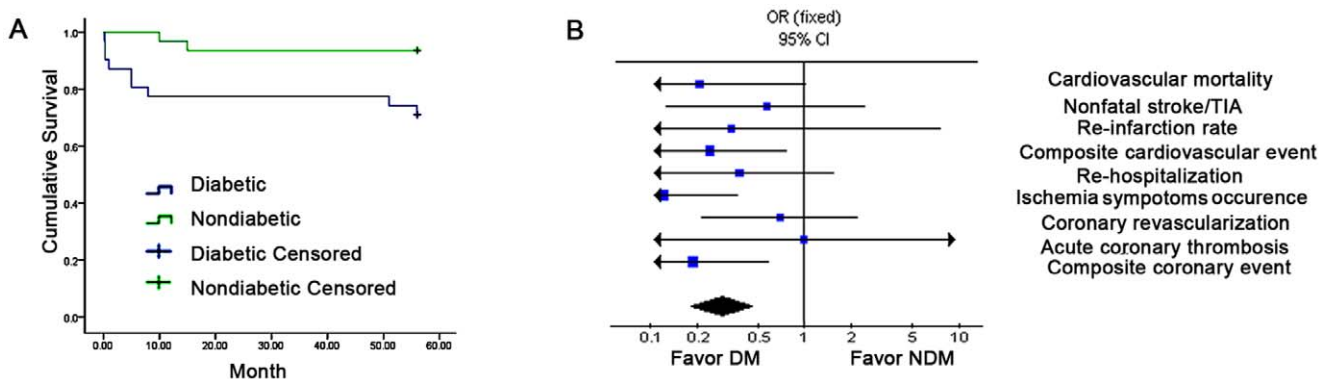 A
Cumulative Survival
1.0
0.8
0.6
0.4
0.2
0.0
Diabetic
Nondiabetic
Diabetic Censored
Nondiabetic Censored
0.00 10.00 20.00 30.00 40.00 50.00 60.00
Month
B
OR (fixed)
95% CI
Cardiovascular mortality
Nonfatal stroke/TIA
Re-infarction rate
Composite cardiovascular event
Re-hospitalization
Ischemia sympotoms occurence
Coronary revascularization
Acute coronary thrombosis
Composite coronary event
0.1 0.2 0.5 1 2 5 10
Favor DM Favor NDM